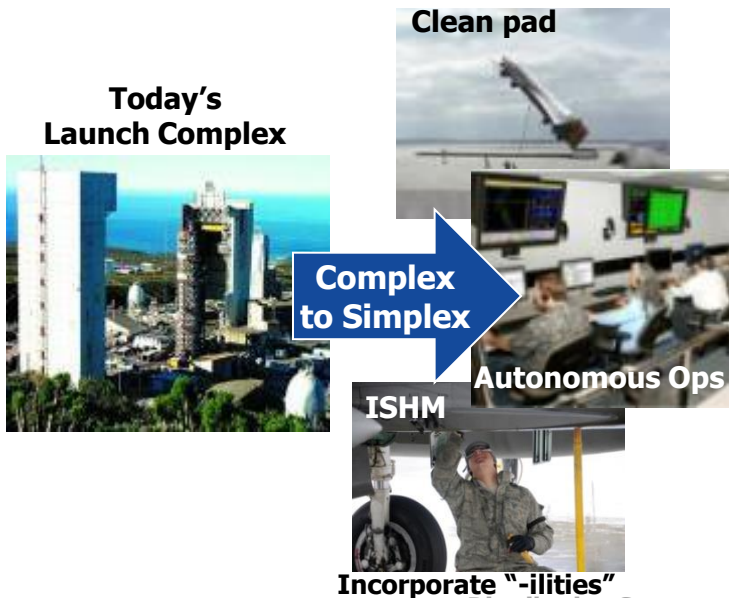 Clean pad
Today’s
Launch Complex
Complex
to Simplex
Autonomous Ops
ISHM
Incorporate “-ilities”